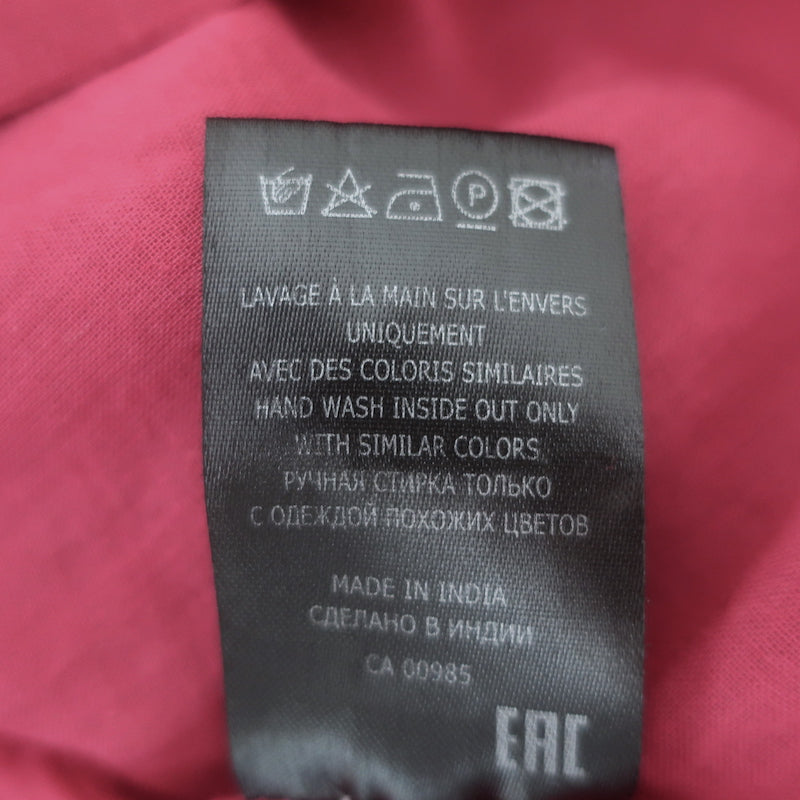 P
LAVAGE À LA MAIN SUR L'ENVERS
UNIQUEMENT
AVEC DES COLORIS SIMILAIRES
HAND WASH INSIDE OUT ONLY
WITH SIMILAR COLORS
РУЧНАЯ СТИРКА ТОЛЬКО
С ОДЕЖДОЙ ПОХОЖИХ ЦВЕТОВ
MADE IN INDIA
СДЕЛАНО В ИНДИИ
CA 00985
EAC